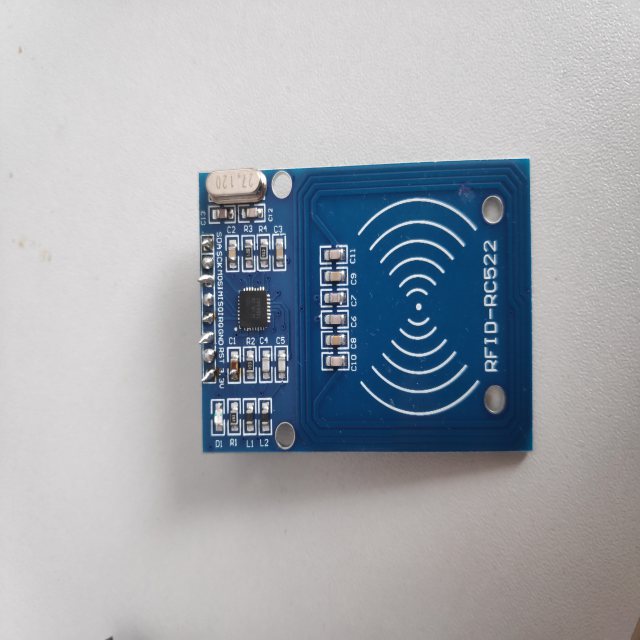 27.120
C13
C12
C2
R3
R4
C3
SDA
SCK
MOSI
MISO
IRQ
GND
RST
3.3V
C1
R2
C4
C5
D1
R1
L1
L2
C11
C9
C7
C6
C8
C10
RFID-RC522